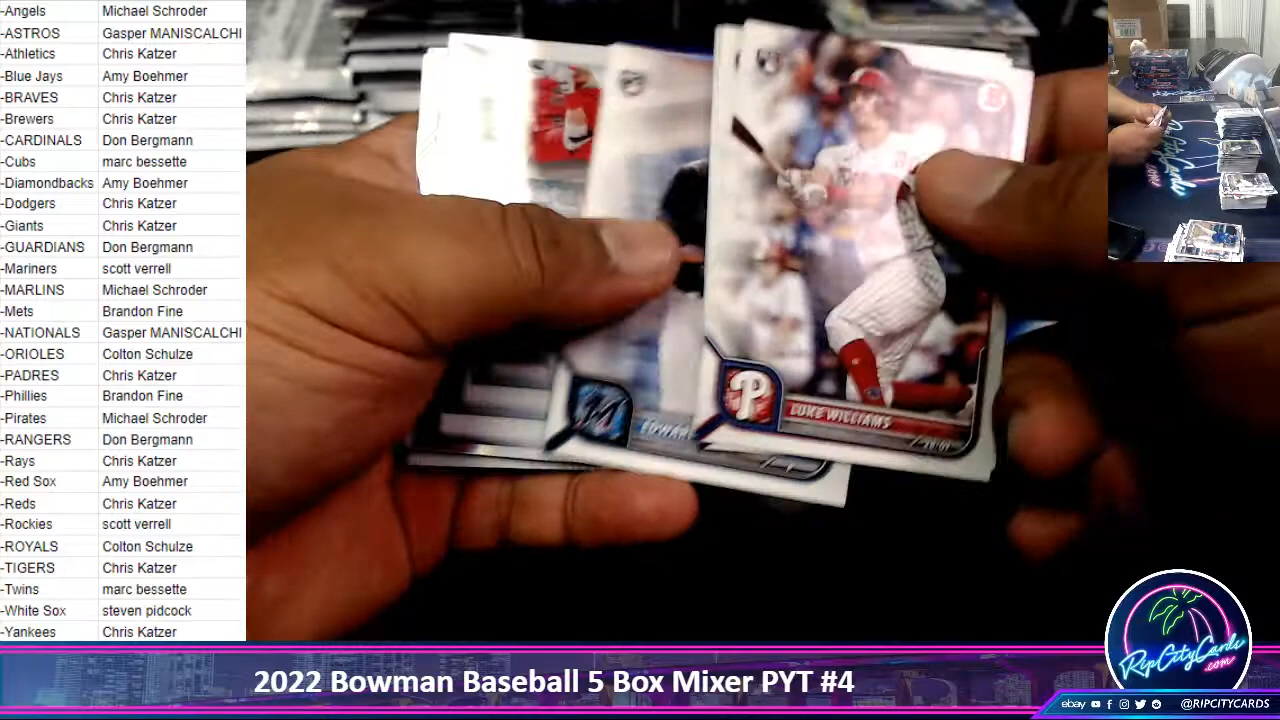 -Angels Michael Schroder
-ASTROS Gasper MANISCALCHI
-Athletics Chris Katzer
-Blue Jays Amy Boehmer
-BRAVES Chris Katzer
-Brewers Chris Katzer
-CARDINALS Don Bergmann
-Cubs marc bessette
-Diamondbacks Amy Boehmer
-Dodgers Chris Katzer
-Giants Chris Katzer
-GUARDIANS Don Bergmann
-Mariners scott verrell
-MARLINS Michael Schroder
-Mets Brandon Fine
-NATIONALS Gasper MANISCALCHI
-ORIOLES Colton Schulze
-PADRES Chris Katzer
-Phillies Brandon Fine
-Pirates Michael Schroder
-RANGERS Don Bergmann
-Rays Chris Katzer
-Red Sox Amy Boehmer
-Reds Chris Katzer
-Rockies scott verrell
-ROYALS Colton Schulze
-TIGERS Chris Katzer
-Twins marc bessette
-White Sox steven pidcock
-Yankees Chris Katzer
P LUKE WILLIAMS
RipCityCards
.com
2022 Bowman Baseball 5 Box Mixer PYT #4
ebay @RIPCITYCARDS